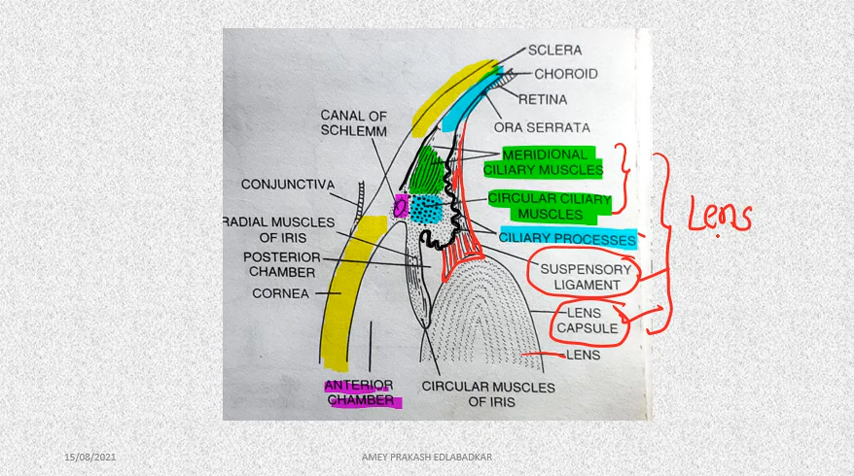 SCLERA
CHOROID
RETINA
ORA SERRATA
CANAL OF
SCHLEMM
MERIDIONAL
CILIARY MUSCLES
CONJUNCTIVA
CIRCULAR CILIARY
MUSCLES
Lens
RADIAL MUSCLES
OF IRIS
CILIARY PROCESSES
POSTERIOR
CHAMBER
SUSPENSORY
LIGAMENT
CORNEA
LENS
CAPSULE
LENS
ANTERIOR
CHAMBER
CIRCULAR MUSCLES
OF IRIS
15/08/2021
AMEY PRAKASH EDLABADKAR